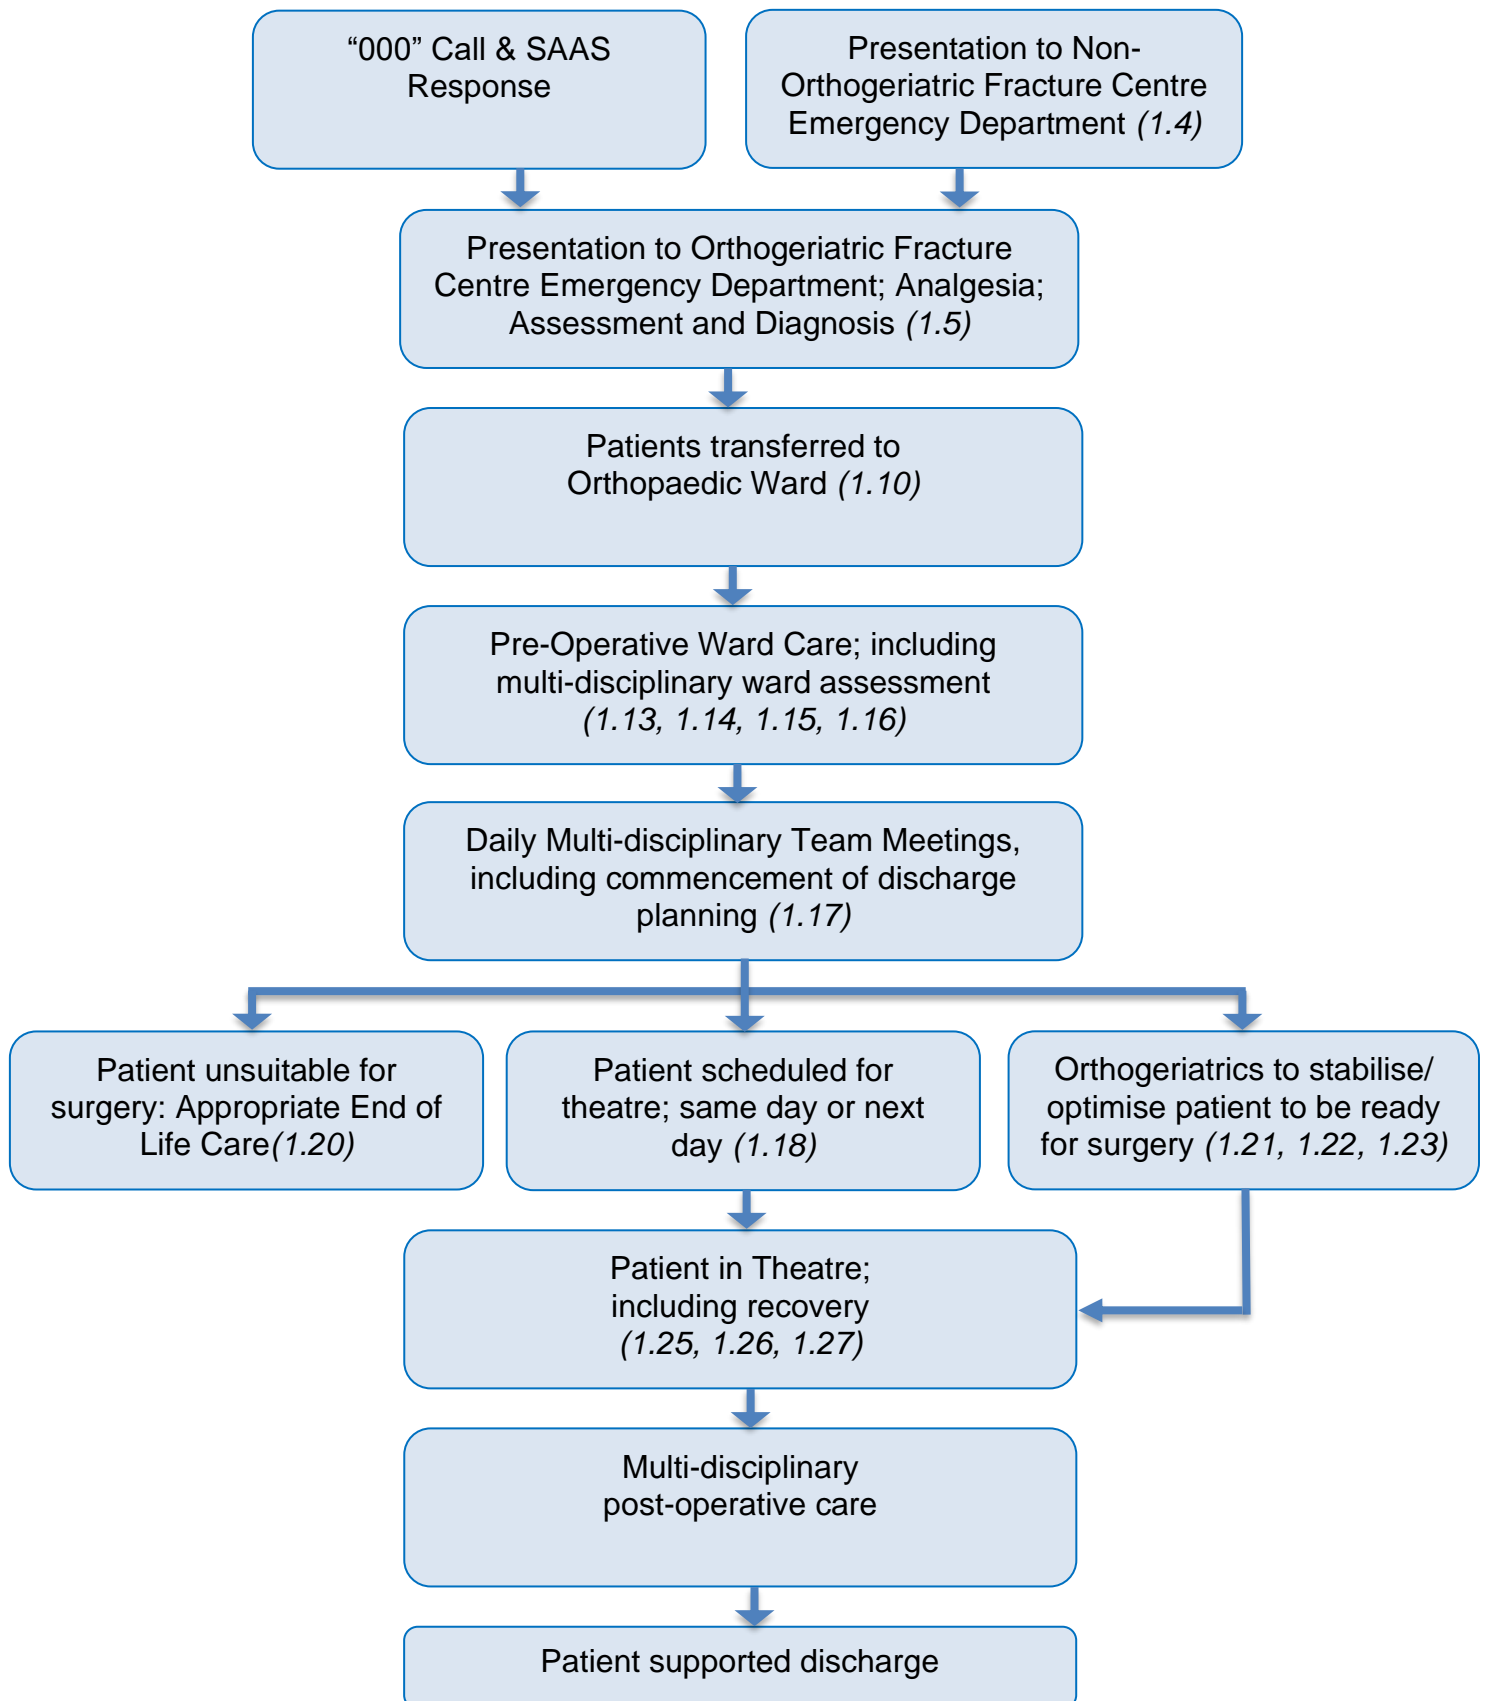 “000” Call & SAAS
Response
Presentation to Non-
Orthogeriatric Fracture Centre
Emergency Department (1.4)
Presentation to Orthogeriatric Fracture
Centre Emergency Department; Analgesia;
Assessment and Diagnosis (1.5)
Patients transferred to
Orthopaedic Ward (1.10)
Pre-Operative Ward Care; including
multi-disciplinary ward assessment
(1.13, 1.14, 1.15, 1.16)
Daily Multi-disciplinary Team Meetings,
including commencement of discharge
planning (1.17)
Patient unsuitable for
surgery: Appropriate End of
Life Care(1.20)
Patient scheduled for
theatre; same day or next
day (1.18)
Orthogeriatrics to stabilise/
optimise patient to be ready
for surgery (1.21, 1.22, 1.23)
Patient in Theatre;
including recovery
(1.25, 1.26, 1.27)
Multi-disciplinary
post-operative care
Patient supported discharge